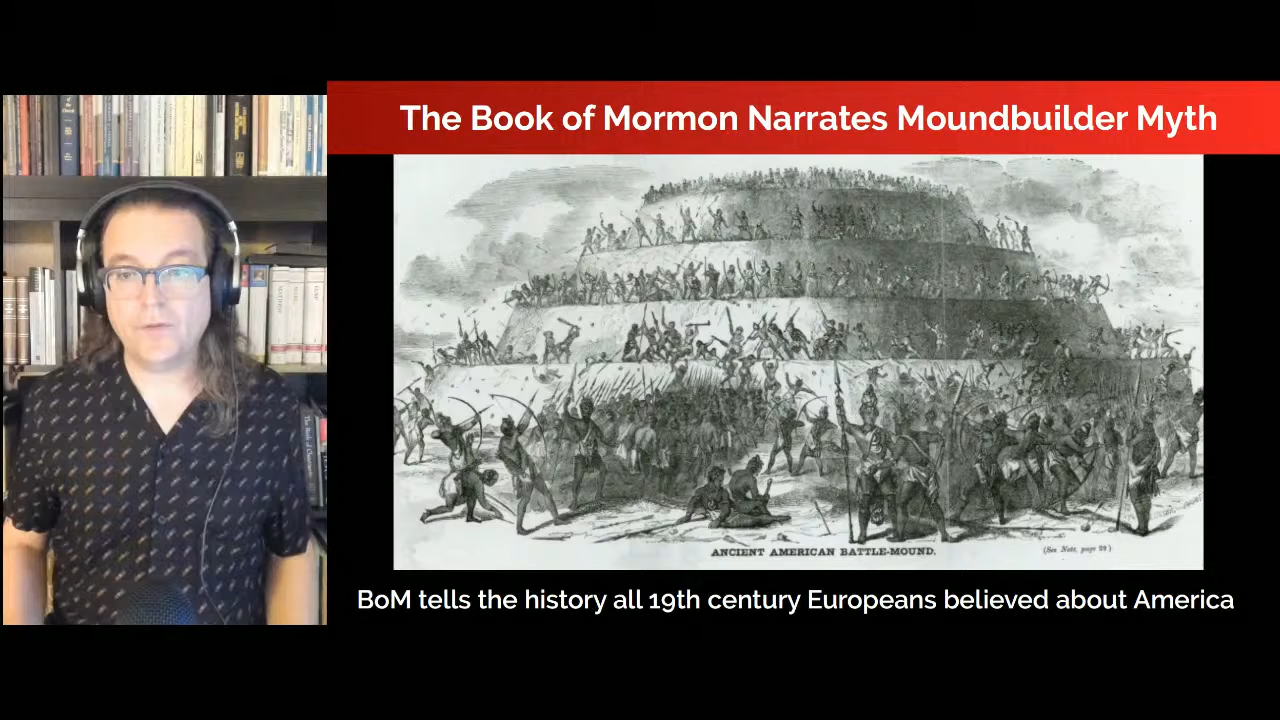 The Book of Mormon Narrates Moundbuilder Myth
ANCIENT AMERICAN BATTLE-MOUND.
(See Note, page 29)
BoM tells the history all 19th century Europeans believed about America